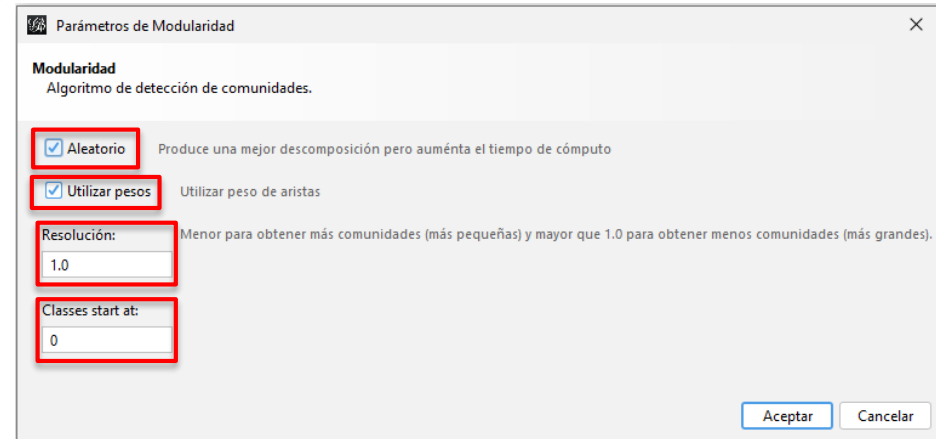 Parámetros de Modularidad
Modularidad
Algoritmo de detección de comunidades.
Aleatorio Produce una mejor descomposición pero auménta el tiempo de cómputo
Utilizar pesos Utilizar peso de aristas
Resolución: Menor para obtener más comunidades (más pequeñas) y mayor que 1.0 para obtener menos comunidades (más grandes).
1.0
Classes start at:
0
Aceptar Cancelar